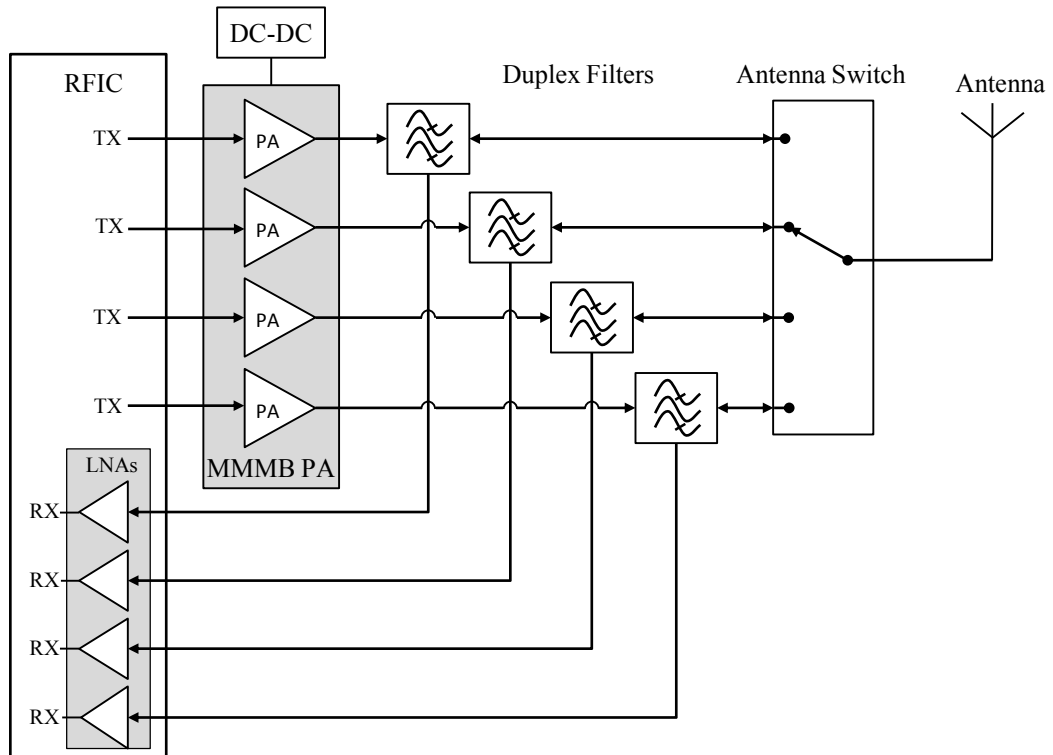 DC-DC
RFIC
Duplex Filters
Antenna Switch
Antenna
TX
PA
TX
PA
TX
PA
TX
PA
MMMB PA
LNAs
RX
RX
RX
RX